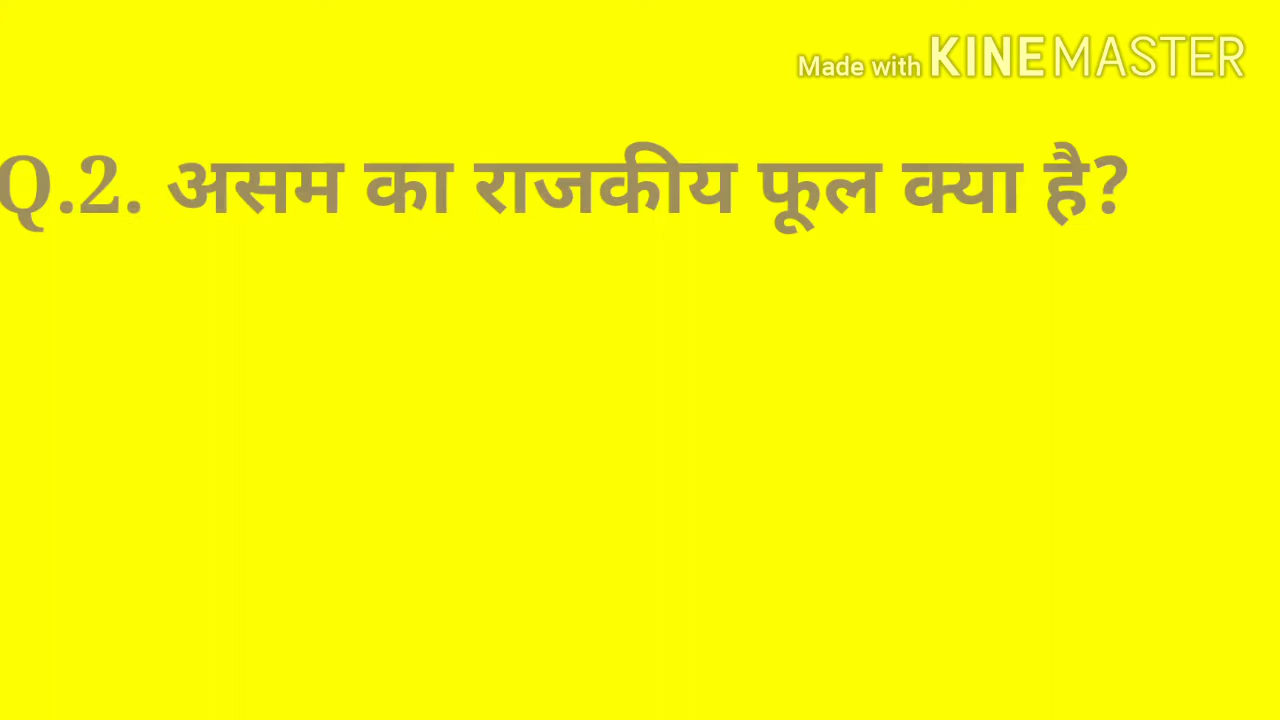 Made with KINEMASTER
Q.2. असम का राजकीय फूल क्या है?